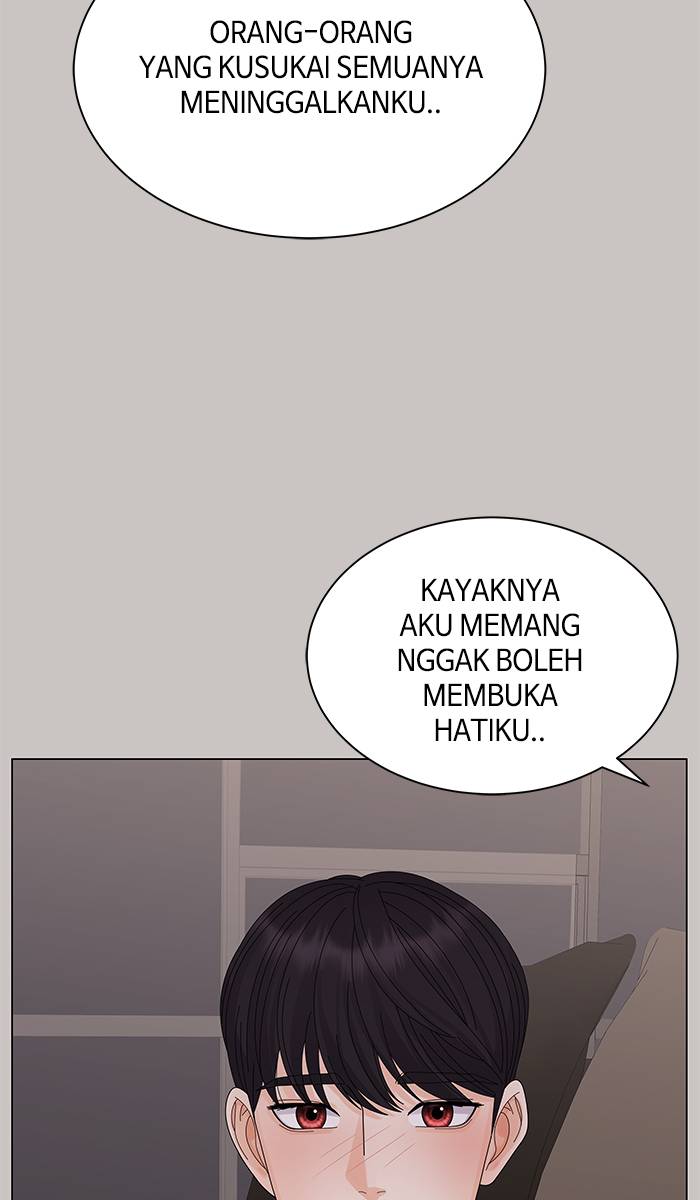 ORANG-ORANG
YANG KUSUKAI SEMUANYA
MENINGGALKANKU..
KAYAKNYA
AKU MEMANG
NGGAK BOLEH
MEMBUKA
HATIKU..